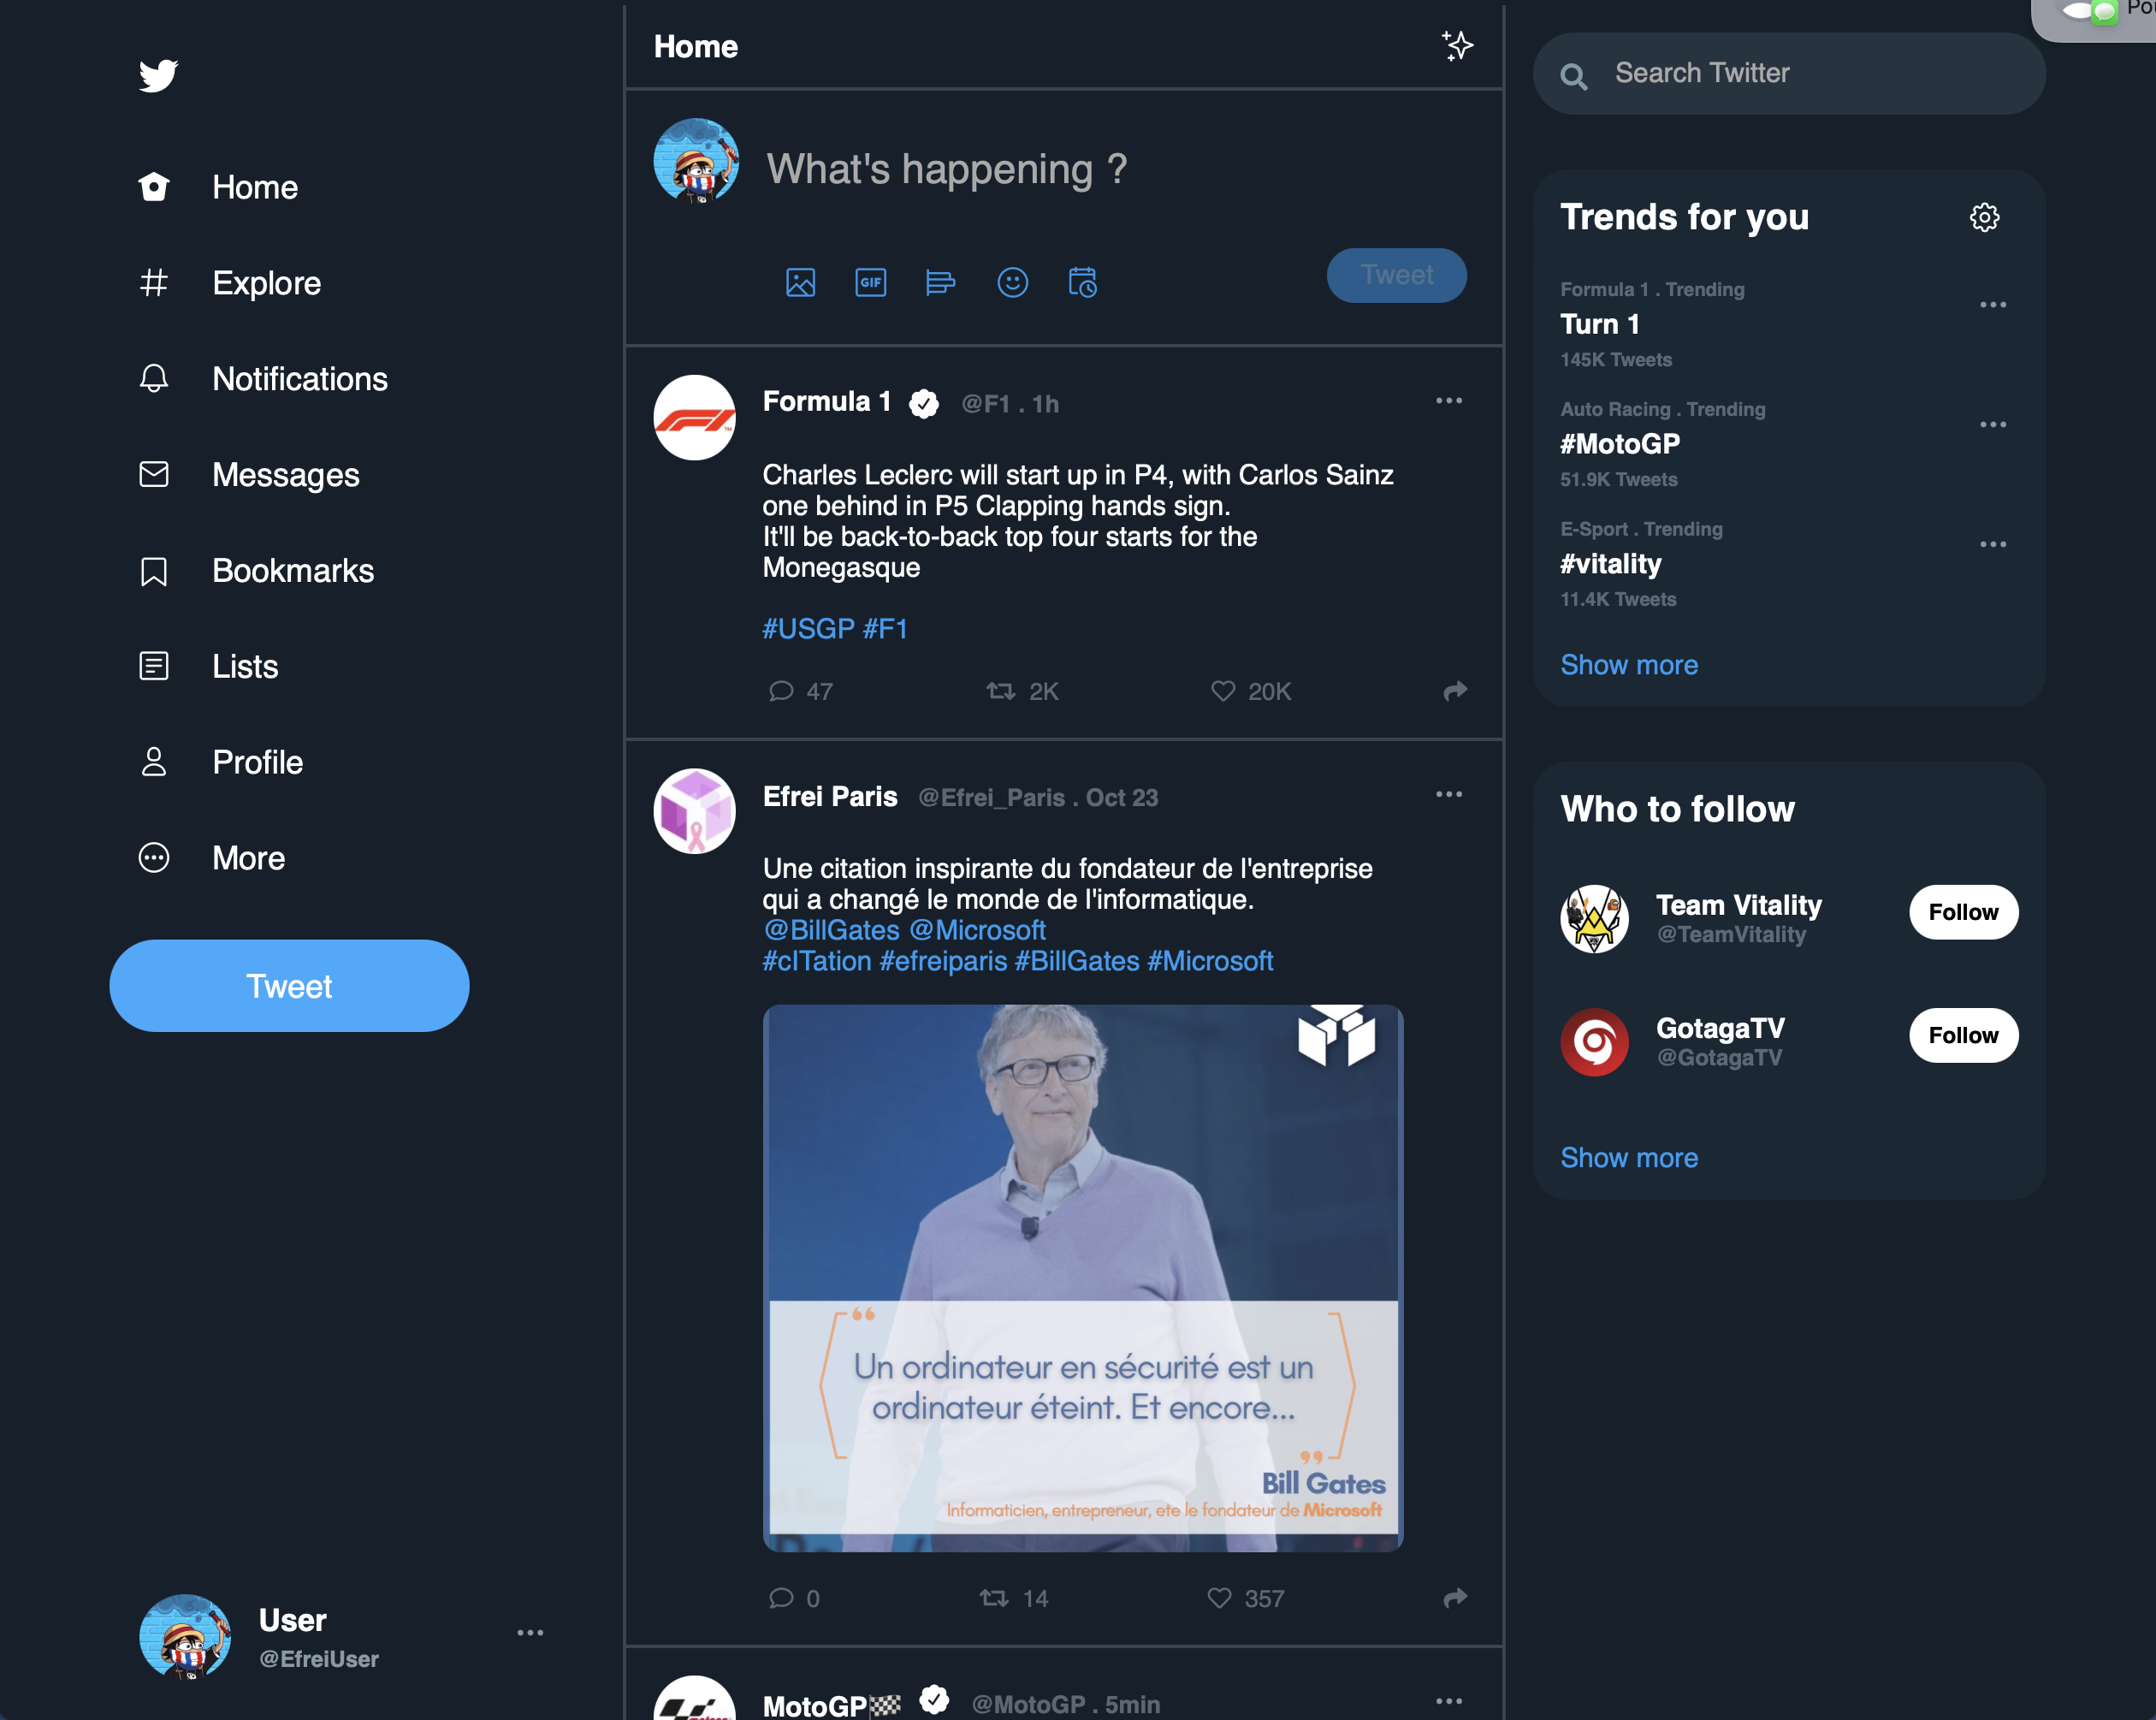 Home
Explore
Notifications
Messages
Bookmarks
Lists
Profile
More
Tweet
User
@EfreiUser
Home
What's happening ?
GIF
Tweet
Formula 1 @F1 . 1h
Charles Leclerc will start up in P4, with Carlos Sainz
one behind in P5 Clapping hands sign.
It'll be back-to-back top four starts for the
Monegasque
#USGP #F1
47 2K 20K
Efrei Paris @Efrei_Paris . Oct 23
Une citation inspirante du fondateur de l'entreprise
qui a changé le monde de l'informatique.
@BillGates @Microsoft
#cITation #efreiparis #BillGates #Microsoft
Un ordinateur en sécurité est un
ordinateur éteint. Et encore...
Bill Gates
Informaticien, entrepreneur, ete le fondateur de Microsoft
0 14 357
MotoGP🏁 @MotoGP . 5min
Search Twitter
Trends for you
Formula 1 . Trending
Turn 1
145K Tweets
Auto Racing . Trending
#MotoGP
51.9K Tweets
E-Sport . Trending
#vitality
11.4K Tweets
Show more
Who to follow
Team Vitality
@TeamVitality
Follow
GotagaTV
@GotagaTV
Follow
Show more